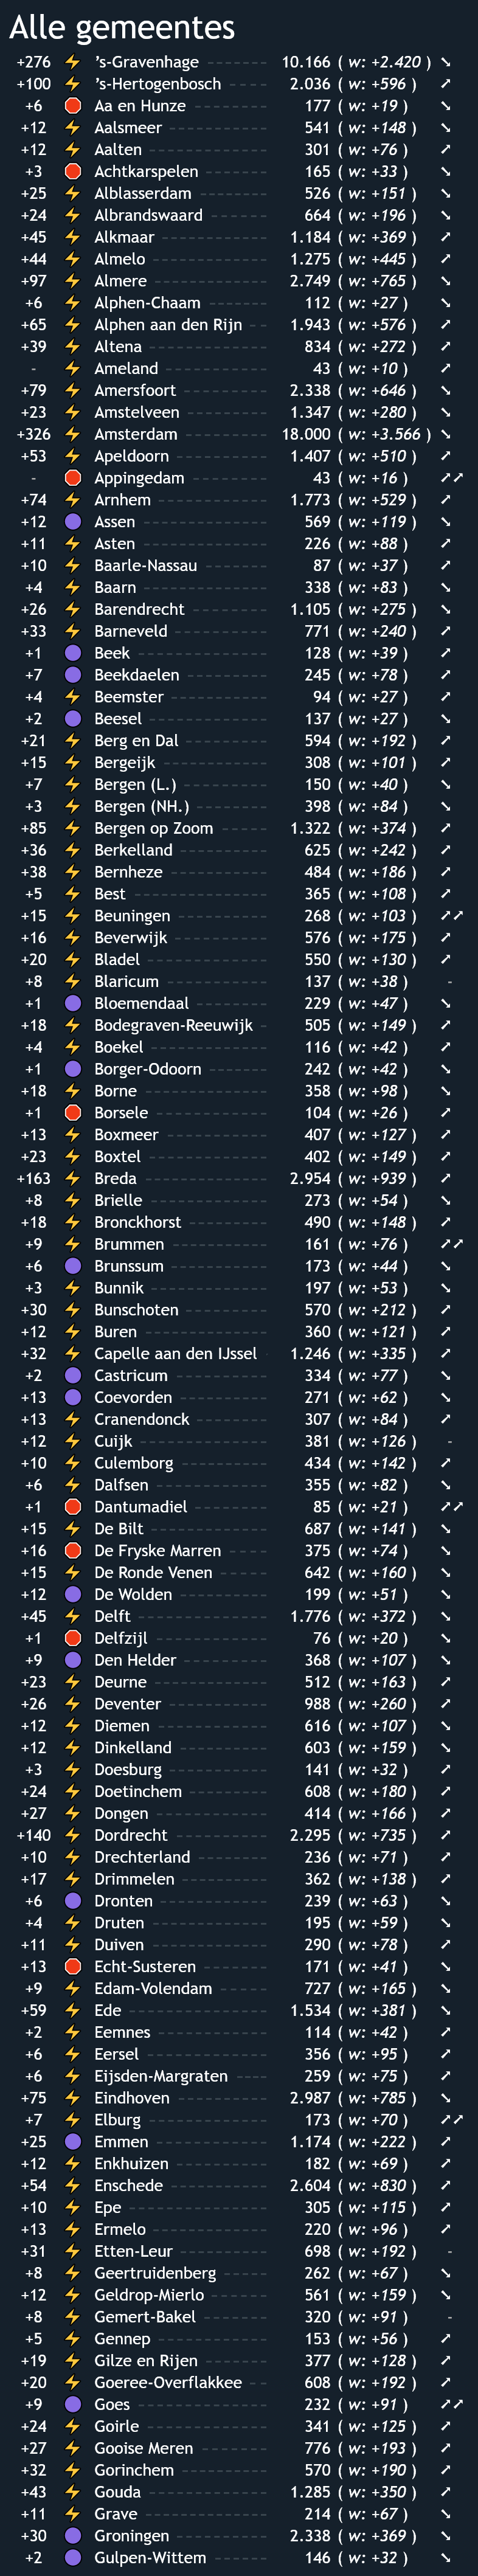 Alle gemeentes
+276 ’s-Gravenhage 10.166 ( w: +2.420 )
+100 ’s-Hertogenbosch 2.036 ( w: +596 )
+6 Aa en Hunze 177 ( w: +19 )
+12 Aalsmeer 541 ( w: +148 )
+12 Aalten 301 ( w: +76 )
+3 Achtkarspelen 165 ( w: +33 )
+25 Alblasserdam 526 ( w: +151 )
+24 Albrandswaard 664 ( w: +196 )
+45 Alkmaar 1.184 ( w: +369 )
+44 Almelo 1.275 ( w: +445 )
+97 Almere 2.749 ( w: +765 )
+6 Alphen-Chaam 112 ( w: +27 )
+65 Alphen aan den Rijn 1.943 ( w: +576 )
+39 Altena 834 ( w: +272 )
- Ameland 43 ( w: +10 )
+79 Amersfoort 2.338 ( w: +646 )
+23 Amstelveen 1.347 ( w: +280 )
+326 Amsterdam 18.000 ( w: +3.566 )
+53 Apeldoorn 1.407 ( w: +510 )
- Appingedam 43 ( w: +16 )
+74 Arnhem 1.773 ( w: +529 )
+12 Assen 569 ( w: +119 )
+11 Asten 226 ( w: +88 )
+10 Baarle-Nassau 87 ( w: +37 )
+4 Baarn 338 ( w: +83 )
+26 Barendrecht 1.105 ( w: +275 )
+33 Barneveld 771 ( w: +240 )
+1 Beek 128 ( w: +39 )
+7 Beekdaelen 245 ( w: +78 )
+4 Beemster 94 ( w: +27 )
+2 Beesel 137 ( w: +27 )
+21 Berg en Dal 594 ( w: +192 )
+15 Bergeijk 308 ( w: +101 )
+7 Bergen (L.) 150 ( w: +40 )
+3 Bergen (NH.) 398 ( w: +84 )
+85 Bergen op Zoom 1.322 ( w: +374 )
+36 Berkelland 625 ( w: +242 )
+38 Bernheze 484 ( w: +186 )
+5 Best 365 ( w: +108 )
+15 Beuningen 268 ( w: +103 )
+16 Beverwijk 576 ( w: +175 )
+20 Bladel 550 ( w: +130 )
+8 Blaricum 137 ( w: +38 ) -
+1 Bloemendaal 229 ( w: +47 )
+18 Bodegraven-Reeuwijk 505 ( w: +149 )
+4 Boekel 116 ( w: +42 )
+1 Borger-Odoorn 242 ( w: +42 )
+18 Borne 358 ( w: +98 )
+1 Borsele 104 ( w: +26 )
+13 Boxmeer 407 ( w: +127 )
+23 Boxtel 402 ( w: +149 )
+163 Breda 2.954 ( w: +939 )
+8 Brielle 273 ( w: +54 )
+18 Bronckhorst 490 ( w: +148 )
+9 Brummen 161 ( w: +76 )
+6 Brunssum 173 ( w: +44 )
+3 Bunnik 197 ( w: +53 )
+30 Bunschoten 570 ( w: +212 )
+12 Buren 360 ( w: +121 )
+32 Capelle aan den IJssel 1.246 ( w: +335 )
+2 Castricum 334 ( w: +77 )
+13 Coevorden 271 ( w: +62 )
+13 Cranendonck 307 ( w: +84 )
+12 Cuijk 381 ( w: +126 ) -
+10 Culemborg 434 ( w: +142 )
+6 Dalfsen 355 ( w: +82 )
+1 Dantumadiel 85 ( w: +21 )
+15 De Bilt 687 ( w: +141 )
+16 De Fryske Marren 375 ( w: +74 )
+15 De Ronde Venen 642 ( w: +160 )
+12 De Wolden 199 ( w: +51 )
+45 Delft 1.776 ( w: +372 )
+1 Delfzijl 76 ( w: +20 )
+9 Den Helder 368 ( w: +107 )
+23 Deurne 512 ( w: +163 )
+26 Deventer 988 ( w: +260 )
+12 Diemen 616 ( w: +107 )
+12 Dinkelland 603 ( w: +159 )
+3 Doesburg 141 ( w: +32 )
+24 Doetinchem 608 ( w: +180 )
+27 Dongen 414 ( w: +166 )
+140 Dordrecht 2.295 ( w: +735 )
+10 Drechterland 236 ( w: +71 )
+17 Drimmelen 362 ( w: +138 )
+6 Dronten 239 ( w: +63 )
+4 Druten 195 ( w: +59 )
+11 Duiven 290 ( w: +78 )
+13 Echt-Susteren 171 ( w: +41 )
+9 Edam-Volendam 727 ( w: +165 )
+59 Ede 1.534 ( w: +381 )
+2 Eemnes 114 ( w: +42 )
+6 Eersel 356 ( w: +95 )
+6 Eijsden-Margraten 259 ( w: +75 )
+75 Eindhoven 2.987 ( w: +785 )
+7 Elburg 173 ( w: +70 )
+25 Emmen 1.174 ( w: +222 )
+12 Enkhuizen 182 ( w: +69 )
+54 Enschede 2.604 ( w: +830 )
+10 Epe 305 ( w: +115 )
+13 Ermelo 220 ( w: +96 )
+31 Etten-Leur 698 ( w: +192 ) -
+8 Geertruidenberg 262 ( w: +67 )
+12 Geldrop-Mierlo 561 ( w: +159 )
+8 Gemert-Bakel 320 ( w: +91 ) -
+5 Gennep 153 ( w: +56 )
+19 Gilze en Rijen 377 ( w: +128 )
+20 Goeree-Overflakkee 608 ( w: +192 )
+9 Goes 232 ( w: +91 )
+24 Goirle 341 ( w: +125 )
+27 Gooise Meren 776 ( w: +193 )
+32 Gorinchem 570 ( w: +190 )
+43 Gouda 1.285 ( w: +350 )
+11 Grave 214 ( w: +67 )
+30 Groningen 2.338 ( w: +369 )
+2 Gulpen-Wittem 146 ( w: +32 )